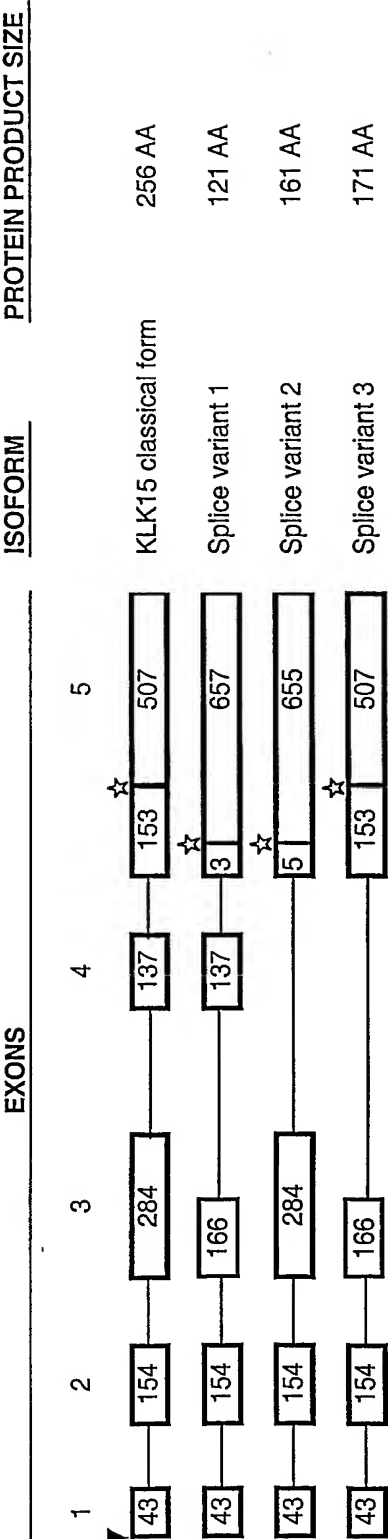 EXONS ISOFORM PROTEIN PRODUCT SIZE
1 2 3 4 5
43 154 284 137 153 507 KLK15 classical form 256 AA
43 154 166 137 3 657 Splice variant 1 121 AA
43 154 284 5 655 Splice variant 2 161 AA
43 154 166 153 507 Splice variant 3 171 AA